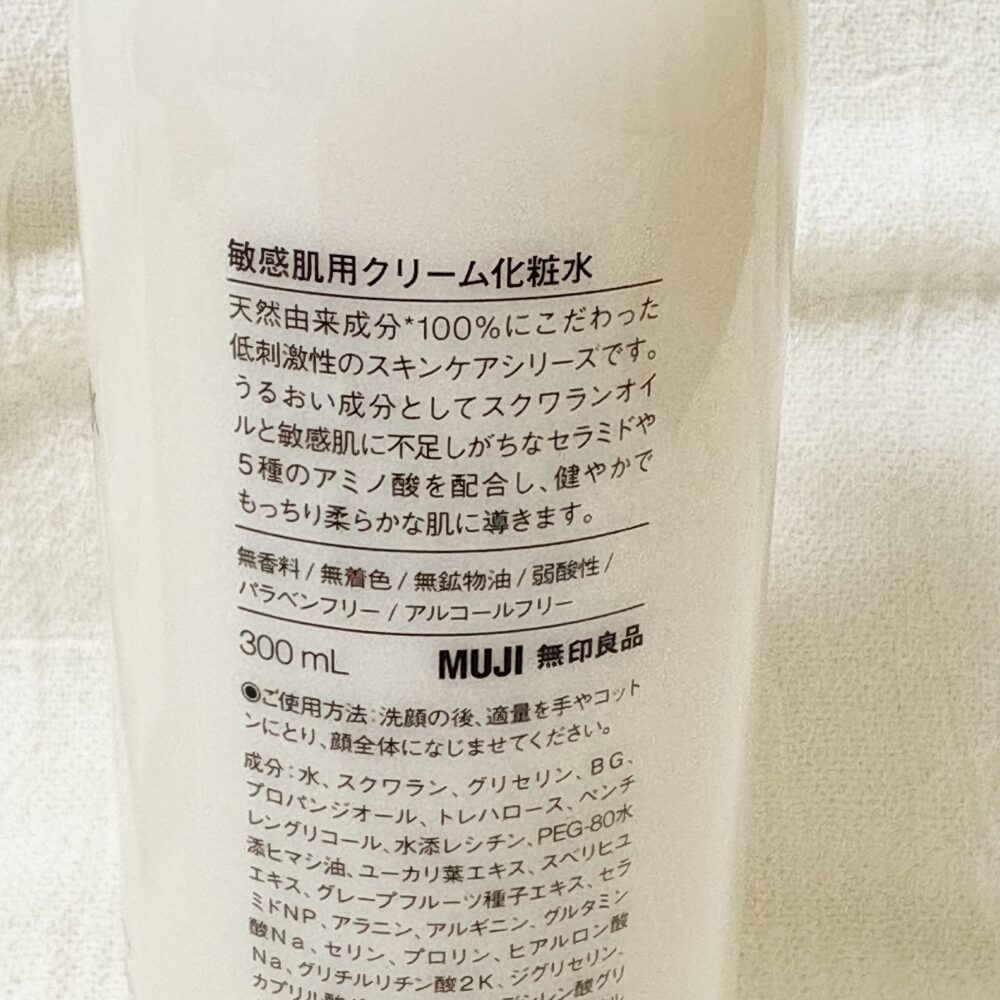 敏感肌用クリーム化粧水
天然由来成分*100%にこだわった
低刺激性のスキンケアシリーズです。
うるおい成分としてスクワランオイ
ルと敏感肌に不足しがちなセラミドや
5種のアミノ酸を配合し、健やかで
もっちり柔らかな肌に導きます。
無香料/無着色/無鉱物油/弱酸性/
パラベンフリー/アルコールフリー
300 mL MUJI 無印良品
◉ご使用方法:洗顔の後、適量を手やコット
ンにとり、顔全体になじませてください。
成分:水、スクワラン、グリセリン、BG、
プロパンジオール、トレハロース、ペンチ
レングリコール、水添レシチン、PEG-80水
添ヒマシ油、ユーカリ葉エキス、スベリヒユ
エキス、グレープフルーツ種子エキス、セラ
ミドNP、アラニン、アルギニン、グルタミン
酸Na、セリン、プロリン、ヒアルロン酸
Na、グリチルリチン酸2K、ジグリセリン、
カプリル酸